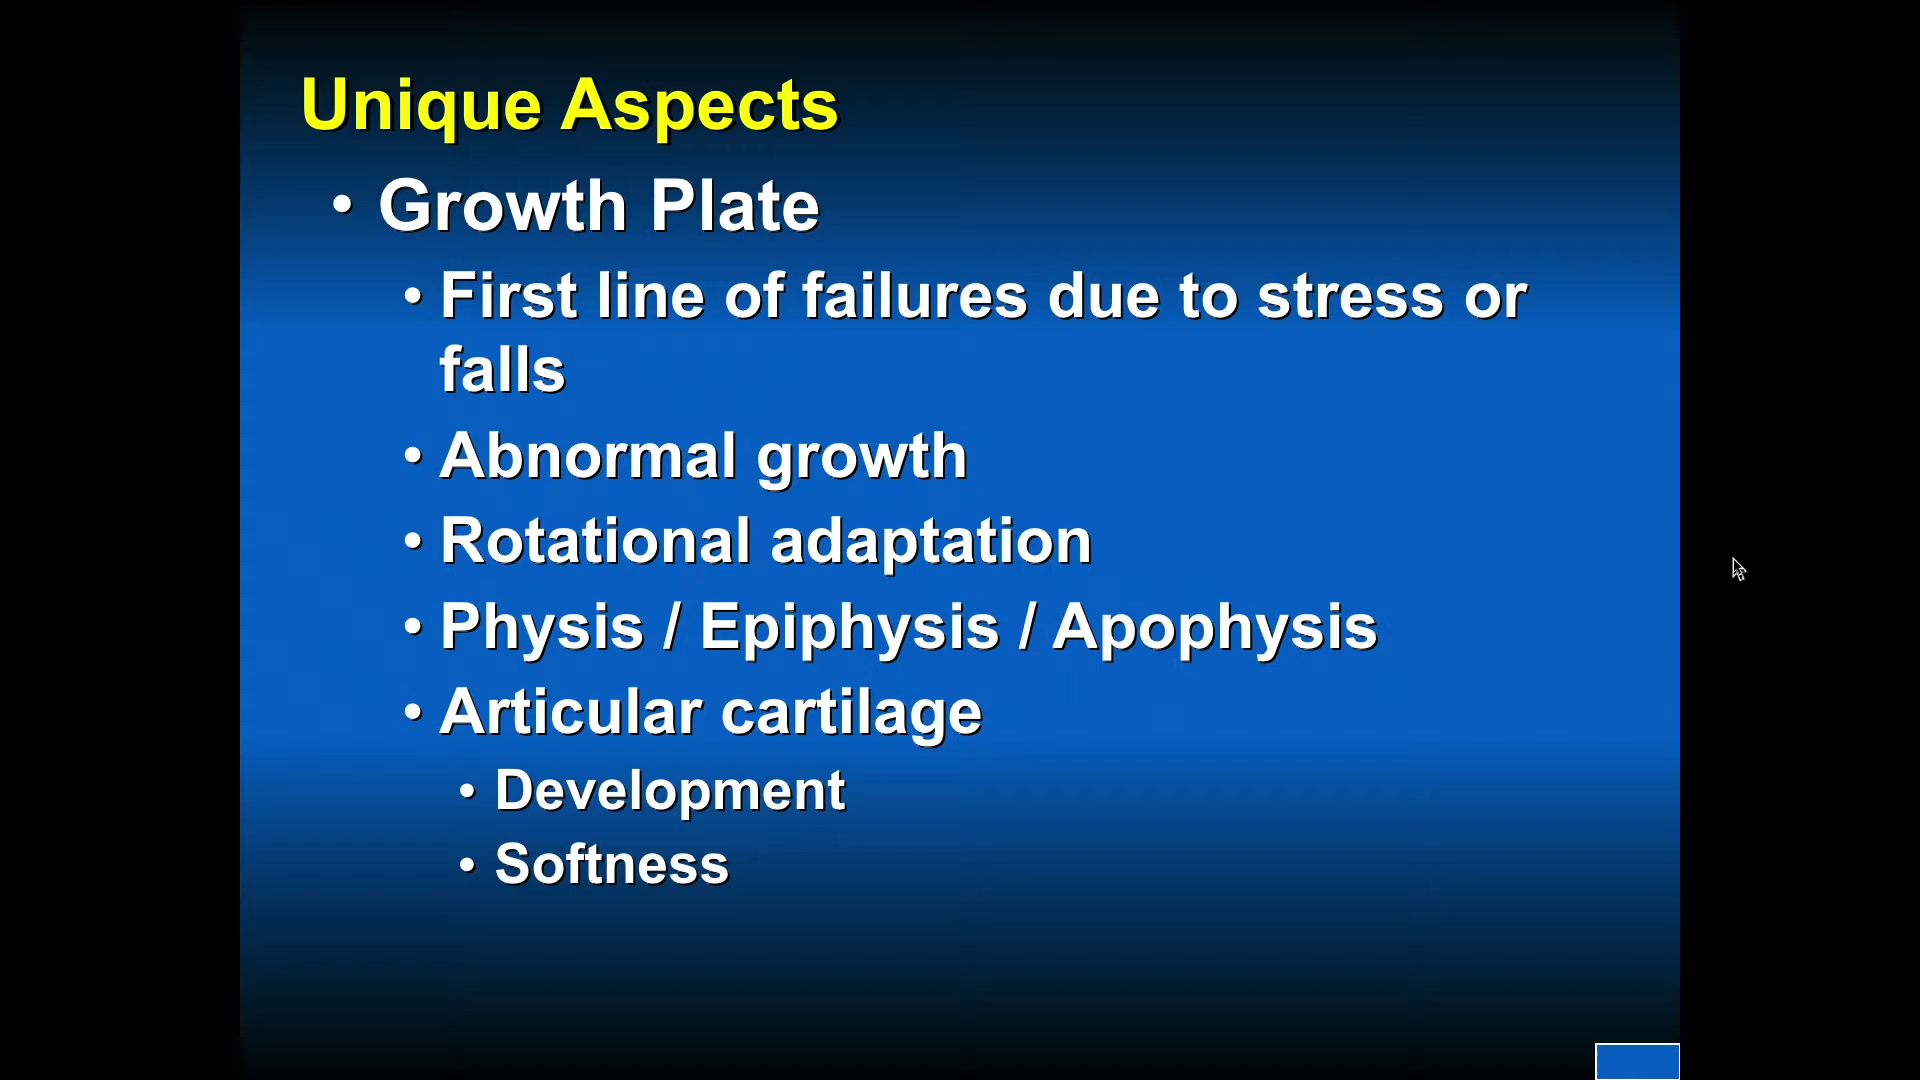 Unique Aspects
• Growth Plate
• First line of failures due to stress or
falls
• Abnormal growth
• Rotational adaptation
• Physis / Epiphysis / Apophysis
• Articular cartilage
• Development
• Softness